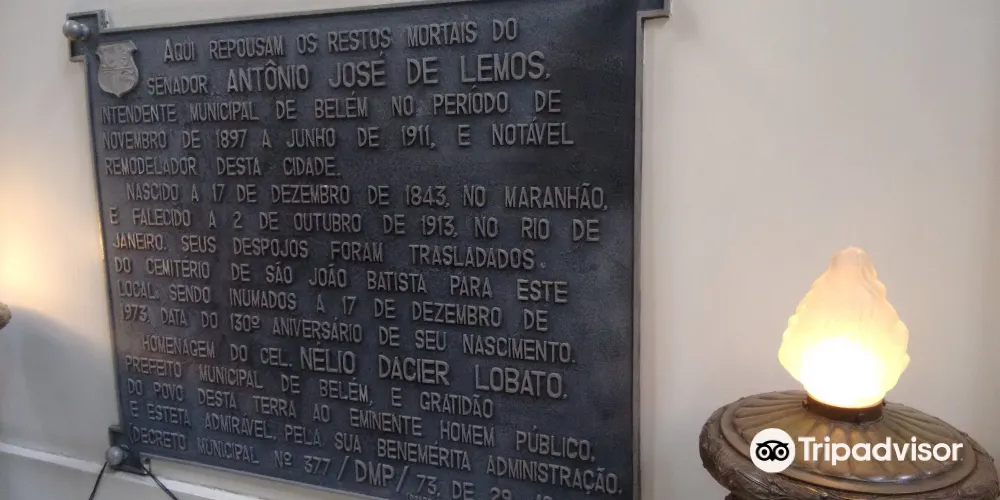 AQUI REPOUSAM OS RESTOS MORTAIS DO
SENADOR, ANTÔNIO JOSÉ DE LEMOS,
INTENDENTE MUNICIPAL DE BELÉM NO PERÍODO DE
NOVEMBRO DE 1897 A JUNHO DE 1911, E NOTÁVEL
REMODELADOR DESTA CIDADE.
NASCIDO A 17 DE DEZEMBRO DE 1843, NO MARANHÃO,
E FALECIDO A 2 DE OUTUBRO DE 1913, NO RIO DE
JANEIRO. SEUS DESPOJOS FORAM TRASLADADOS,
DO CEMITÉRIO DE SÃO JOÃO BATISTA PARA ESTE
LOCAL, SENDO INUMADOS A 17 DE DEZEMBRO DE
1973, DATA DO 130º ANIVERSÁRIO DE SEU NASCIMENTO.
HOMENAGEM DO CEL. NÉLIO DACIER LOBATO,
PREFEITO MUNICIPAL DE BELÉM, E GRATIDÃO
DO POVO DESTA TERRA AO EMINENTE HOMEM PÚBLICO,
E ESTETA ADMIRAVEL, PELA SUA BENEMÉRITA ADMINISTRAÇÃO.
(DECRETO MUNICIPAL Nº 377/DMP/73, DE 29
Tripadvisor